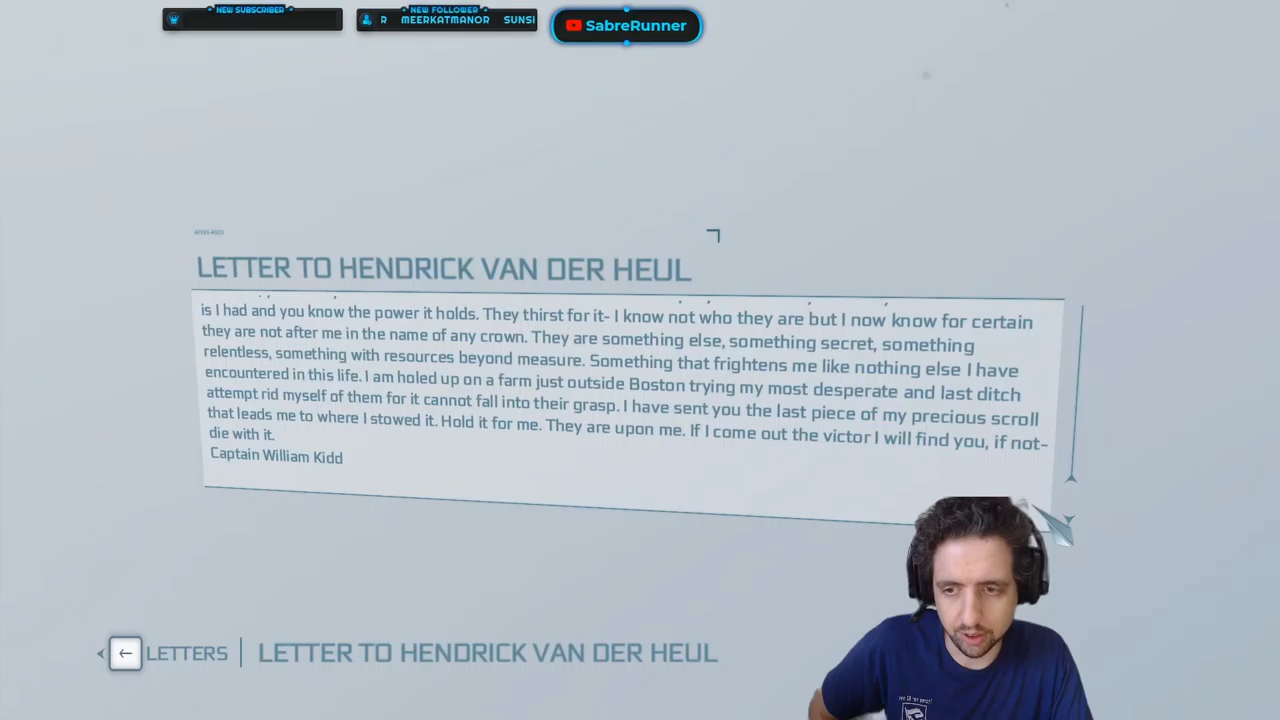 NEW SUBSCRIBER
NEW FOLLOWER
R MEERKATMANOR SUNSI
SabreRunner
LETTER TO HENDRICK VAN DER HEUL
is I had and you know the power it holds. They thirst for it- I know not who they are but I now know for certain
they are not after me in the name of any crown. They are something else, something secret, something
relentless, something with resources beyond measure. Something that frightens me like nothing else I have
encountered in this life. I am holed up on a farm just outside Boston trying my most desperate and last ditch
attempt rid myself of them for it cannot fall into their grasp. I have sent you the last piece of my precious scroll
that leads me to where I stowed it. Hold it for me. They are upon me. If I come out the victor I will find you, if not-
die with it.
Captain William Kidd
LETTERS
LETTER TO HENDRICK VAN DER HEUL